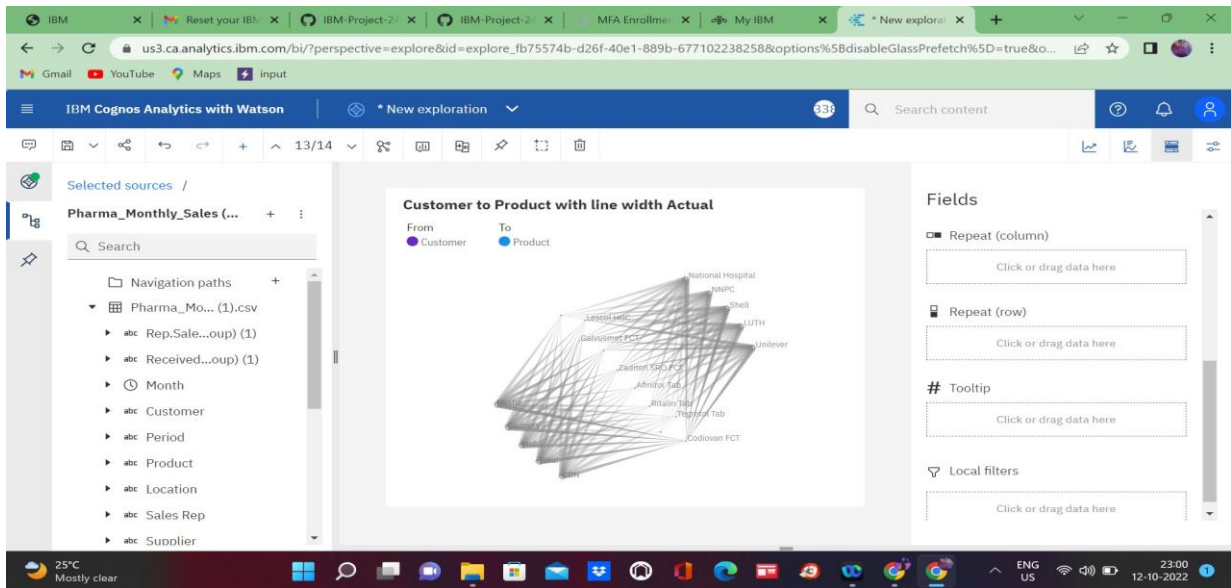 IBM
Reset your IBM
IBM-Project-24
IBM-Project-24
MFA Enrollmen
My IBM
* New explorat
us3.ca.analytics.ibm.com/bi/?perspective=explore&id=explore_fb75574b-d26f-40e1-889b-677102238258&options%5BdisableGlassPrefetch%5D=true&o...
Gmail YouTube Maps input
IBM Cognos Analytics with Watson
* New exploration
338
Search content
13/14
Selected sources /
Pharma_Monthly_Sales (...
Search
Navigation paths
Pharma_Mo... (1).csv
abc Rep.Sale...oup) (1)
abc Received...oup) (1)
Month
abc Customer
abc Period
abc Product
abc Location
abc Sales Rep
abc Supplier
Customer to Product with line width Actual
From To
Customer Product
National Hospital
NNPC
Shell
LUTH
Unilever
Lescol HGC
Galvusmet FCT
Zaditen SRO FCT
Afinitor Tab
Ritalin Tab
Tegretol Tab
Codiovan FCT
Fields
Repeat (column)
Click or drag data here
Repeat (row)
Click or drag data here
# Tooltip
Click or drag data here
Local filters
Click or drag data here
25°C
Mostly clear
ENG
US
23:00
12-10-2022
1